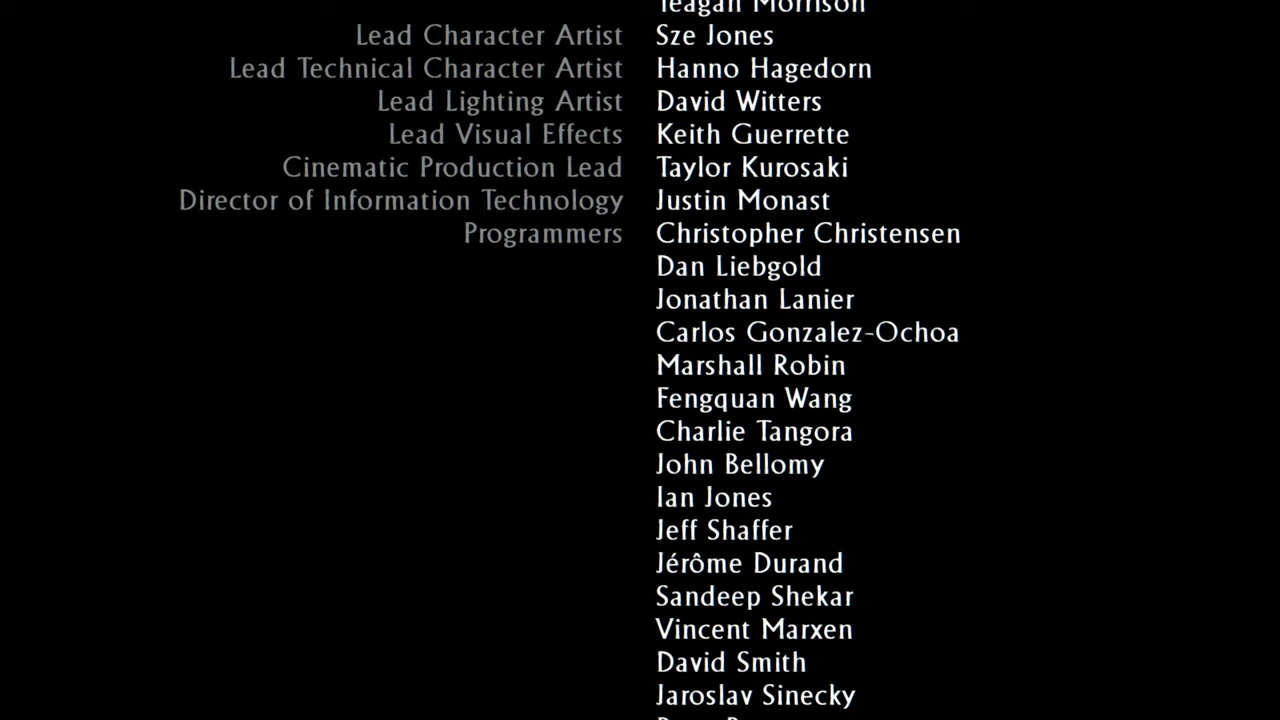 Teagan Morrison
Lead Character Artist Sze Jones
Lead Technical Character Artist Hanno Hagedorn
Lead Lighting Artist David Witters
Lead Visual Effects Keith Guerrette
Cinematic Production Lead Taylor Kurosaki
Director of Information Technology Justin Monast
Programmers Christopher Christensen
Dan Liebgold
Jonathan Lanier
Carlos Gonzalez-Ochoa
Marshall Robin
Fengquan Wang
Charlie Tangora
John Bellomy
Ian Jones
Jeff Shaffer
Jérôme Durand
Sandeep Shekar
Vincent Marxen
David Smith
Jaroslav Sinecky